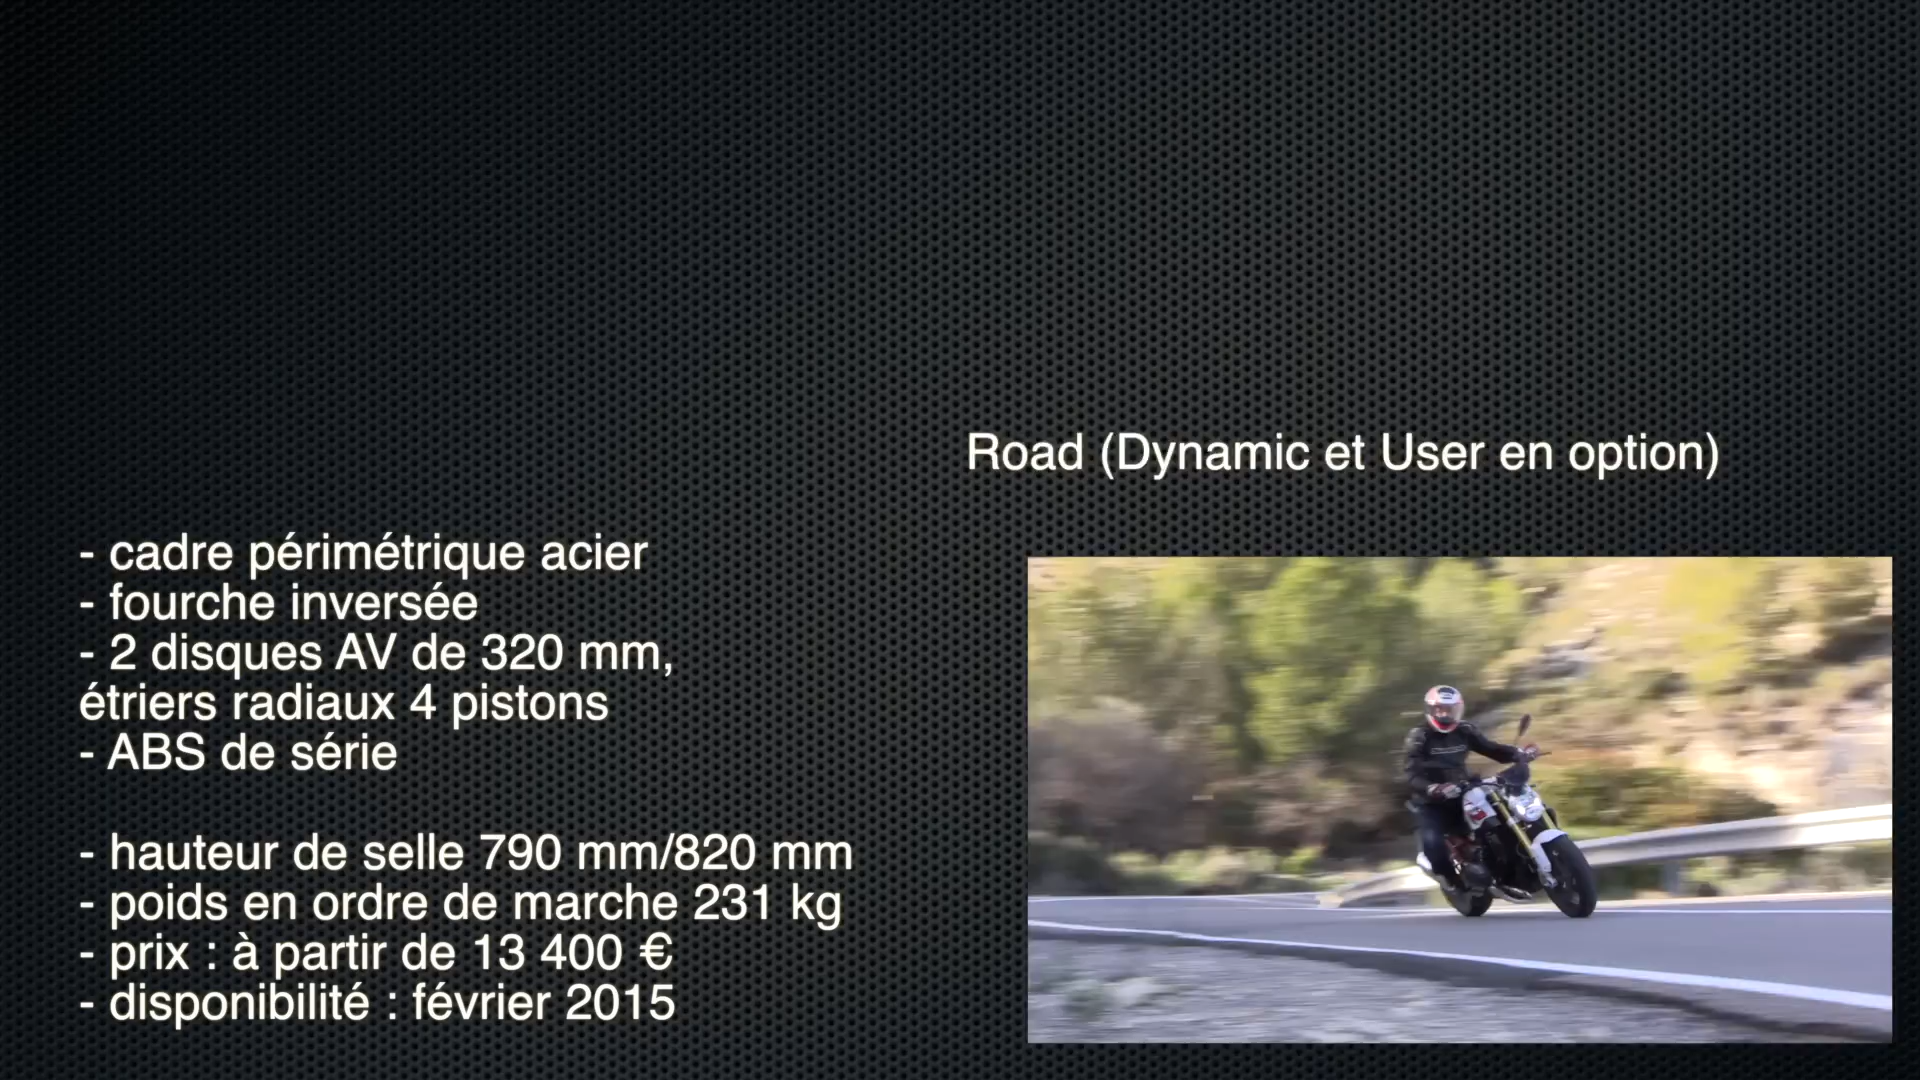 Road (Dynamic et User en option)
- cadre périmétrique acier
- fourche inversée
- 2 disques AV de 320 mm,
étriers radiaux 4 pistons
- ABS de série
- hauteur de selle 790 mm/820 mm
- poids en ordre de marche 231 kg
- prix : à partir de 13 400 €
- disponibilité : février 2015